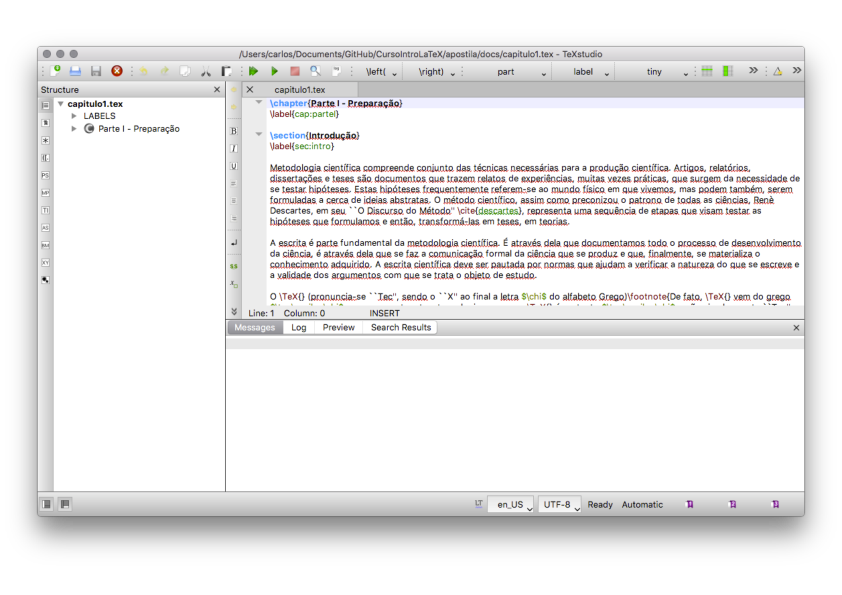 /Users/carlos/Documents/GitHub/CursoIntroLaTeX/apostila/docs/capitulo1.tex - TeXstudio
\left( \right) part label tiny
Structure
capitulo1.tex
capitulo1.tex
LABELS
Parte I - Preparação
\chapter{Parte I - Preparação}
\label{cap:parteI}
\section{Introdução}
\label{sec:intro}
Metodologia científica compreende conjunto das técnicas necessárias para a produção científica. Artigos, relatórios,
dissertações e teses são documentos que trazem relatos de experiências, muitas vezes práticas, que surgem da necessidade de
se testar hipóteses. Estas hipóteses frequentemente referem-se ao mundo físico em que vivemos, mas podem também, serem
formuladas a cerca de ideias abstratas. O método científico, assim como preconizou o patrono de todas as ciências, Renè
Descartes, em seu ``O Discurso do Método" \cite{descartes}, representa uma sequência de etapas que visam testar as
hipóteses que formulamos e então, transformá-las em teses, em teorias.
A escrita é parte fundamental da metodologia científica. É através dela que documentamos todo o processo de desenvolvimento
da ciência, é através dela que se faz a comunicação formal da ciência que se produz e que, finalmente, se materializa o
conhecimento adquirido. A escrita científica deve ser pautada por normas que ajudam a verificar a natureza do que se escreve e
a validade dos argumentos com que se trata o objeto de estudo.
O \TeX{} (pronuncia-se ``Tec", sendo o ``X" ao final a letra $\chi$ do alfabeto Grego)\footnote{De fato, \TeX{} vem do grego
Line: 1 Column: 0 INSERT
Messages Log Preview Search Results
LT en_US UTF-8 Ready Automatic